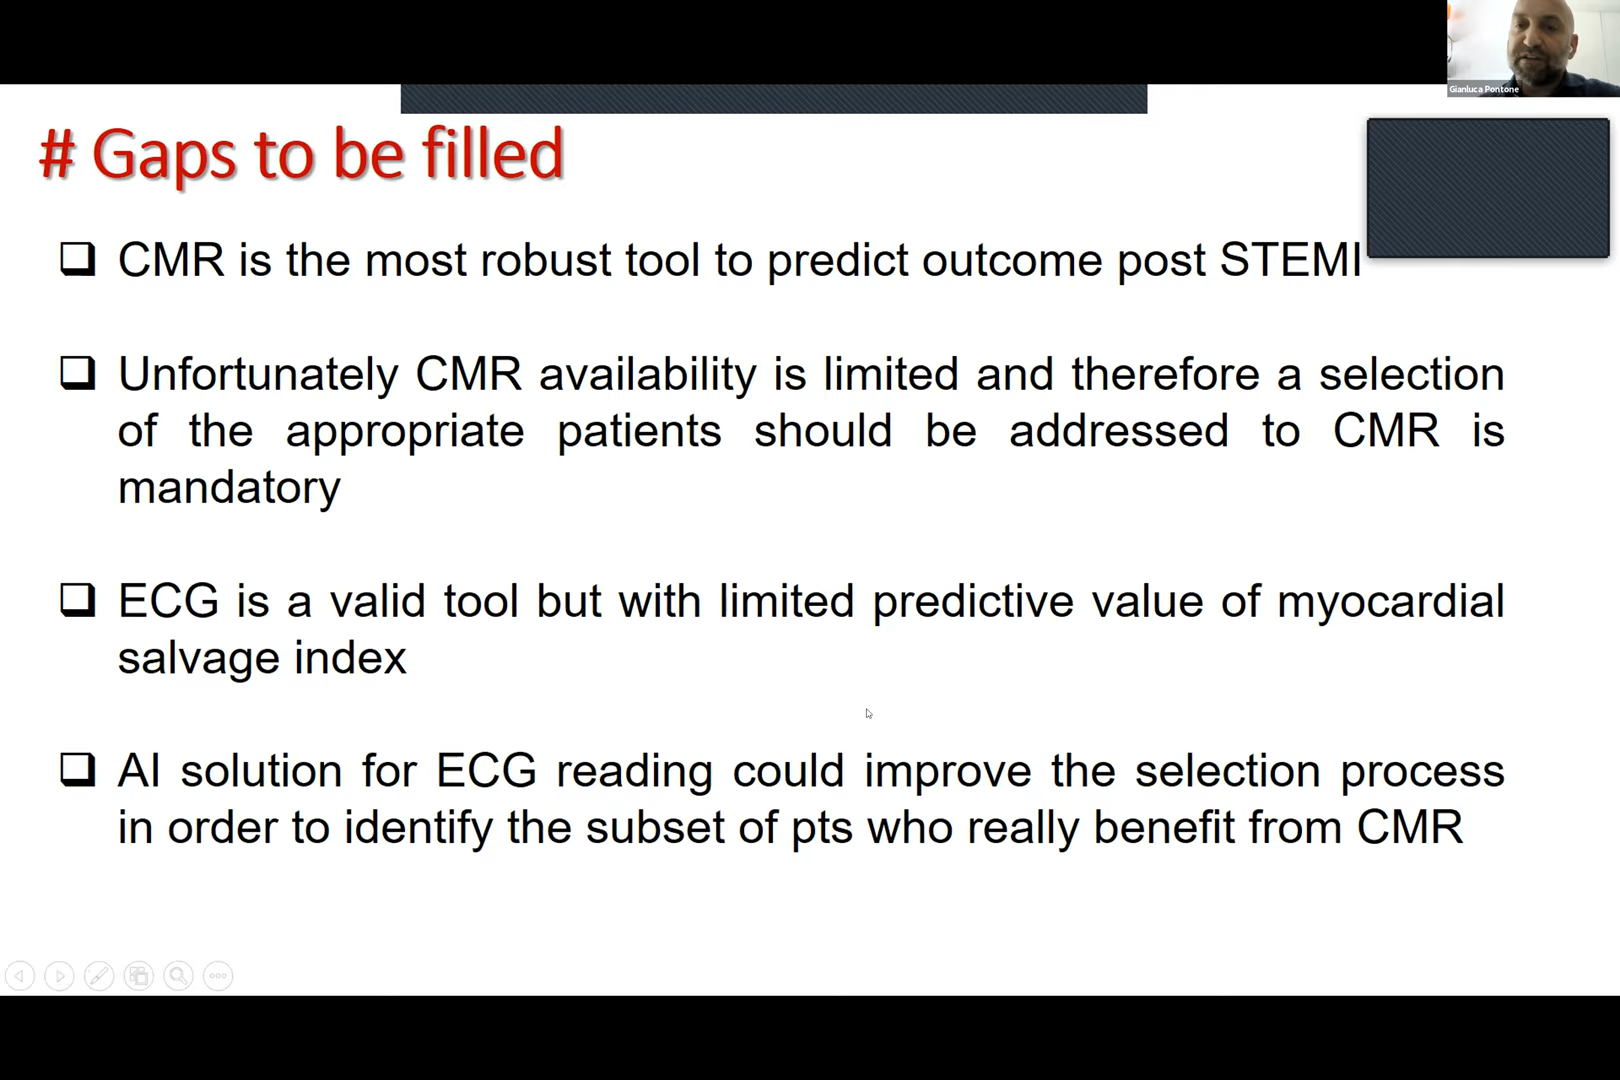 Gianluca Pontone
# Gaps to be filled
CMR is the most robust tool to predict outcome post STEMI
Unfortunately CMR availability is limited and therefore a selection
of the appropriate patients should be addressed to CMR is
mandatory
ECG is a valid tool but with limited predictive value of myocardial
salvage index
AI solution for ECG reading could improve the selection process
in order to identify the subset of pts who really benefit from CMR